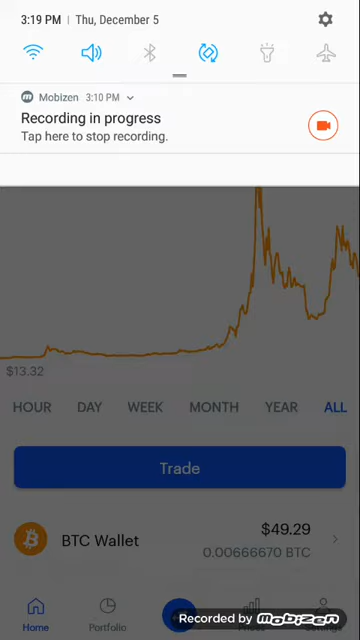 3:19 PM | Thu, December 5
Mobizen 3:10 PM
Recording in progress
Tap here to stop recording.
$13.32
HOUR DAY WEEK MONTH YEAR ALL
Trade
BTC Wallet
$49.29
0.00666670 BTC
Home Portfolio
Recorded by Mobizen